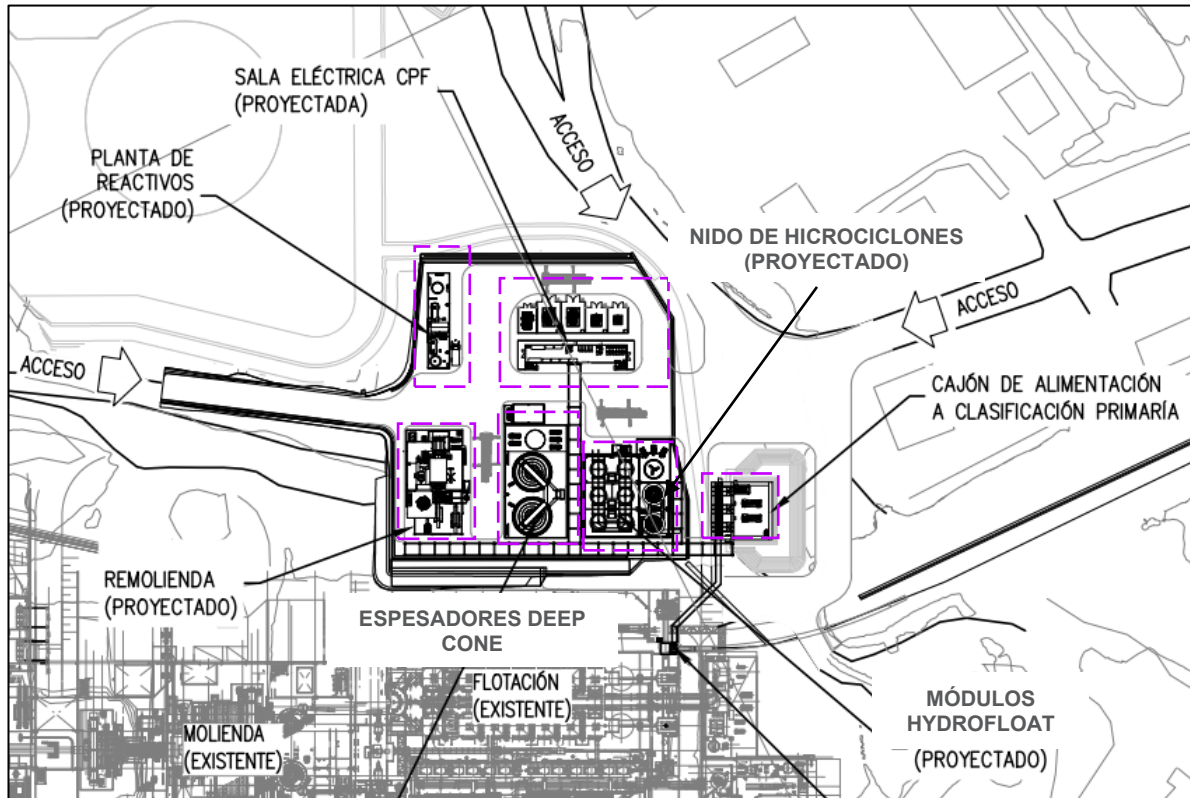 SALA ELÉCTRICA CPF
(PROYECTADA)
ACCESO
PLANTA DE
REACTIVOS
(PROYECTADO)
NIDO DE HICROCICLONES
(PROYECTADO)
ACCESO
ACCESO
CAJÓN DE ALIMENTACIÓN
A CLASIFICACIÓN PRIMARÍA
REMOLIENDA
(PROYECTADO)
ESPESADORES DEEP
CONE
FLOTACIÓN
(EXISTENTE)
MÓDULOS
HYDROFLOAT
(PROYECTADO)
MOLIENDA
(EXISTENTE)